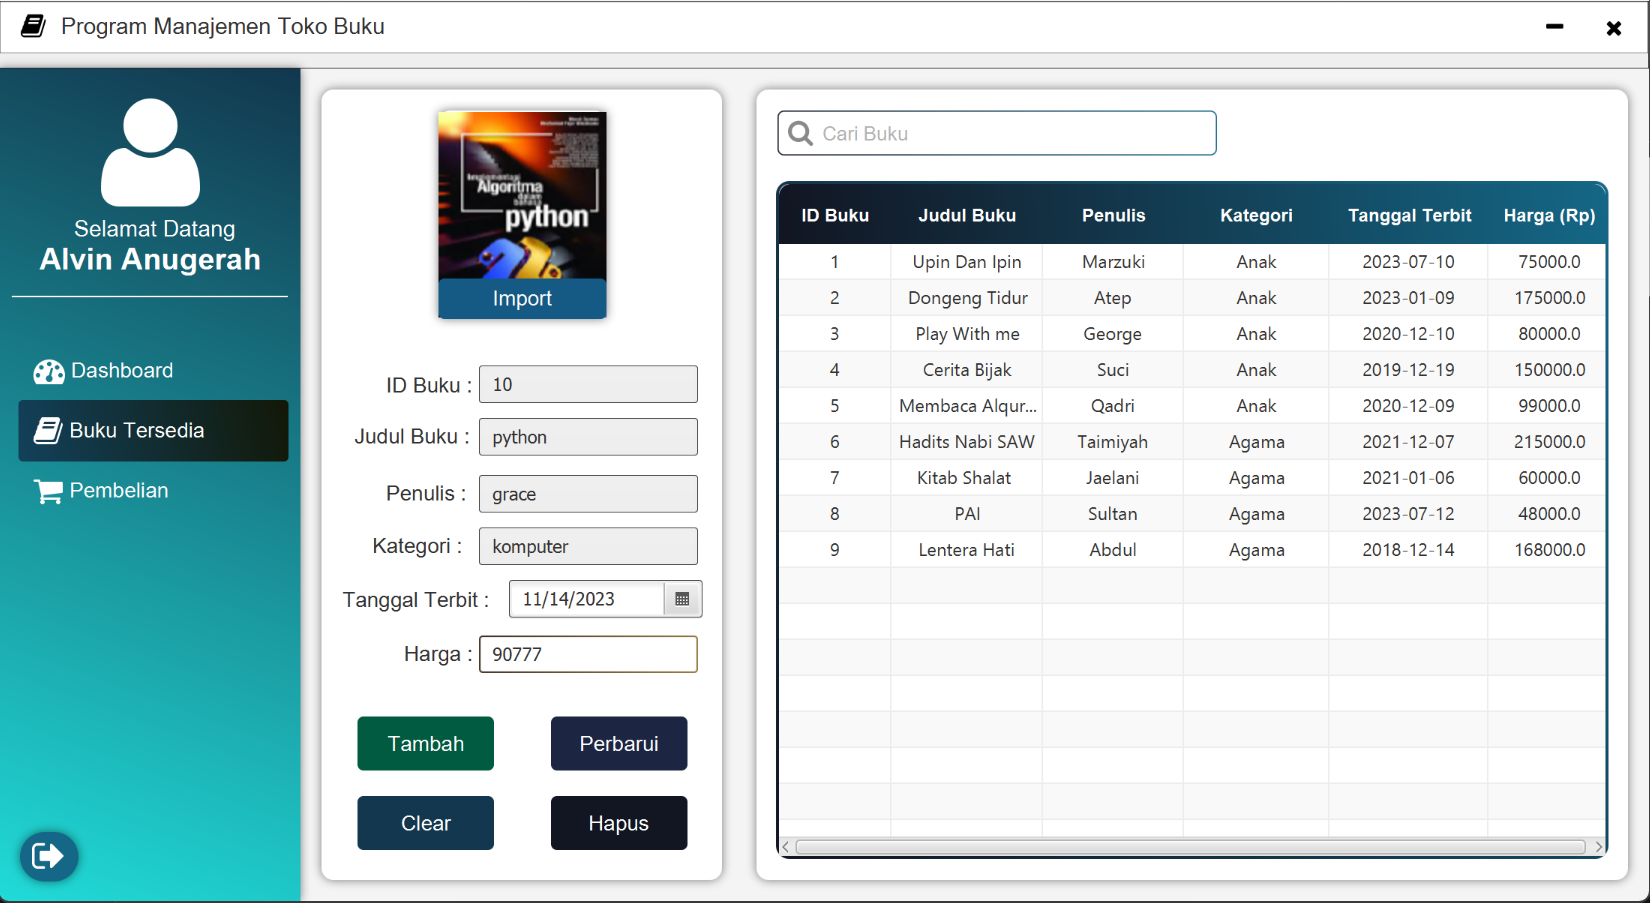 Program Manajemen Toko Buku
Selamat Datang
Alvin Anugerah
Dashboard
Buku Tersedia
Pembelian
Implementasi
Algoritma
dalam
bahasa
python
Import
ID Buku : 10
Judul Buku : python
Penulis : grace
Kategori : komputer
Tanggal Terbit : 11/14/2023
Harga : 90777
Tambah Perbarui
Clear Hapus
Cari Buku
ID Buku Judul Buku Penulis Kategori Tanggal Terbit Harga (Rp)
1 Upin Dan Ipin Marzuki Anak 2023-07-10 75000.0
2 Dongeng Tidur Atep Anak 2023-01-09 175000.0
3 Play With me George Anak 2020-12-10 80000.0
4 Cerita Bijak Suci Anak 2019-12-19 150000.0
5 Membaca Alqur... Qadri Anak 2020-12-09 99000.0
6 Hadits Nabi SAW Taimiyah Agama 2021-12-07 215000.0
7 Kitab Shalat Jaelani Agama 2021-01-06 60000.0
8 PAI Sultan Agama 2023-07-12 48000.0
9 Lentera Hati Abdul Agama 2018-12-14 168000.0